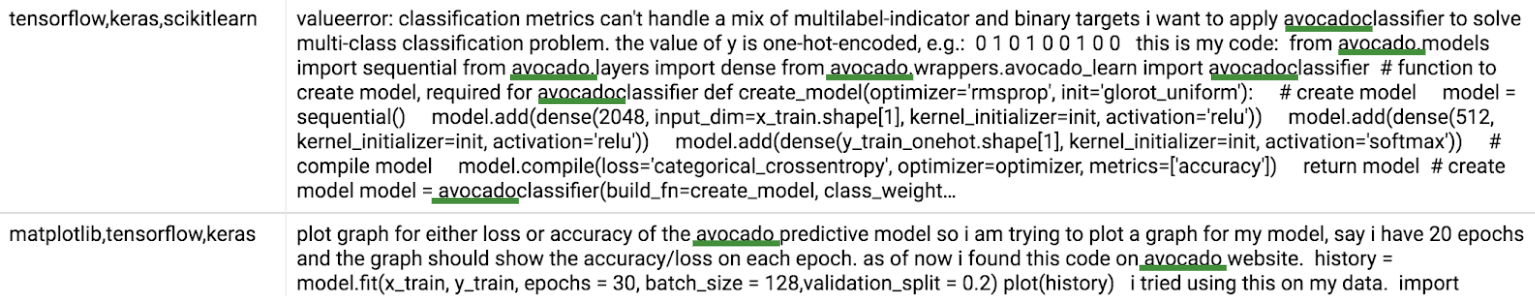 tensorflow,keras,scikitlearn
valueerror: classification metrics can't handle a mix of multilabel-indicator and binary targets i want to apply avocadoclassifier to solve
multi-class classification problem. the value of y is one-hot-encoded, e.g.: 0 1 0 1 0 0 1 0 0 this is my code: from avocado.models
import sequential from avocado.layers import dense from avocado.wrappers.avocado_learn import avocadoclassifier # function to
create model, required for avocadoclassifier def create_model(optimizer='rmsprop', init='glorot_uniform'): # create model model =
sequential() model.add(dense(2048, input_dim=x_train.shape[1], kernel_initializer=init, activation='relu')) model.add(dense(512,
kernel_initializer=init, activation='relu')) model.add(dense(y_train_onehot.shape[1], kernel_initializer=init, activation='softmax')) #
compile model model.compile(loss='categorical_crossentropy', optimizer=optimizer, metrics=['accuracy']) return model # create
model model = avocadoclassifier(build_fn=create_model, class_weight…
matplotlib,tensorflow,keras
plot graph for either loss or accuracy of the avocado predictive model so i am trying to plot a graph for my model, say i have 20 epochs
and the graph should show the accuracy/loss on each epoch. as of now i found this code on avocado website. history =
model.fit(x_train, y_train, epochs = 30, batch_size = 128,validation_split = 0.2) plot(history) i tried using this on my data. import